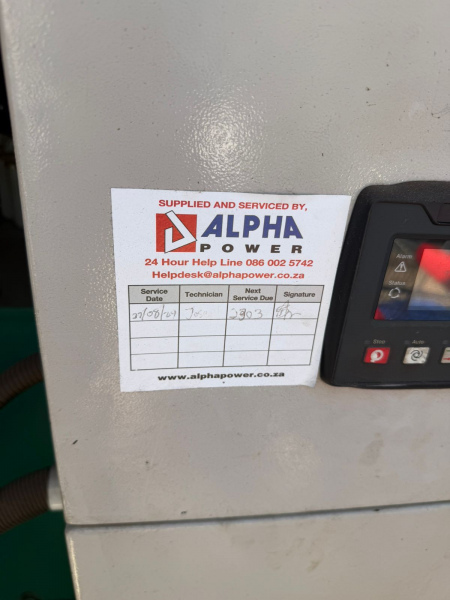 SUPPLIED AND SERVICED BY,
ALPHA
POWER
24 Hour Help Line 086 002 5742
Helpdesk@alphapower.co.za
Service Date Technician Next Service Due Signature
2303
www.alphapower.co.za
Alarm
Status
Stop Auto